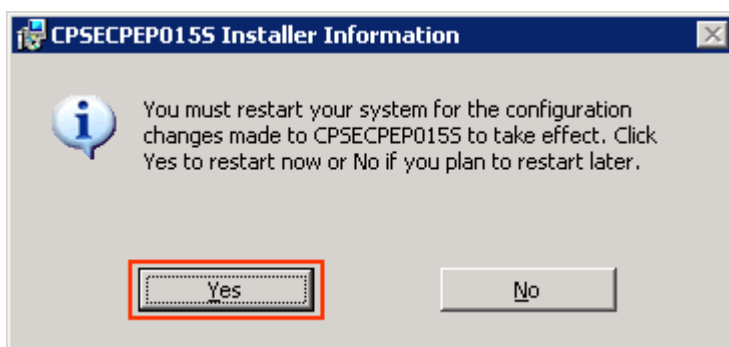 CPSECPEP015S Installer Information
You must restart your system for the configuration
changes made to CPSECPEP015S to take effect. Click
Yes to restart now or No if you plan to restart later.
Yes No